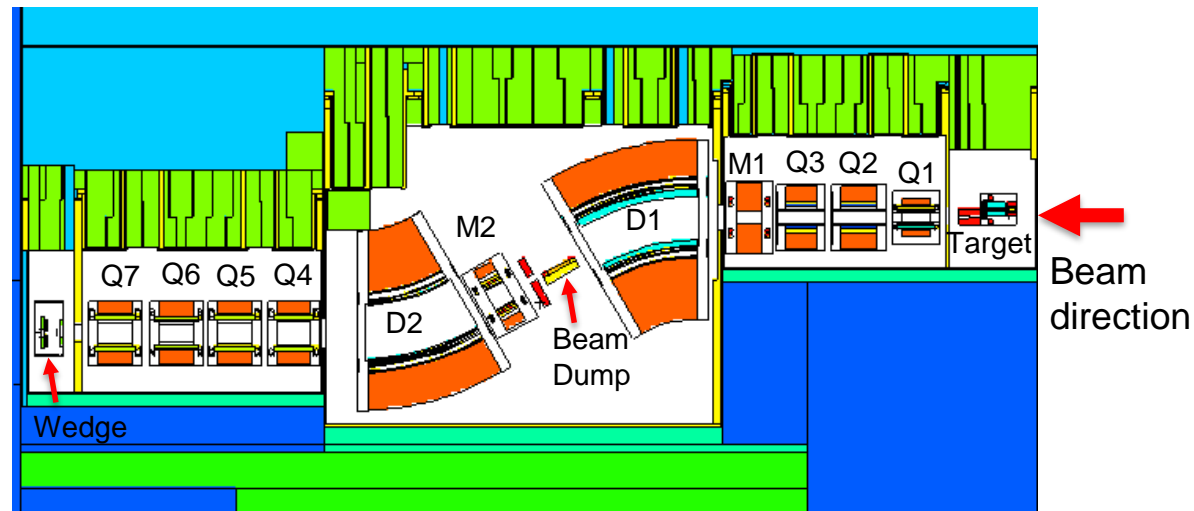 M1
Q3
Q2
Q1
Target
Beam
direction
D1
M2
Beam
Dump
D2
Q7
Q6
Q5
Q4
Wedge